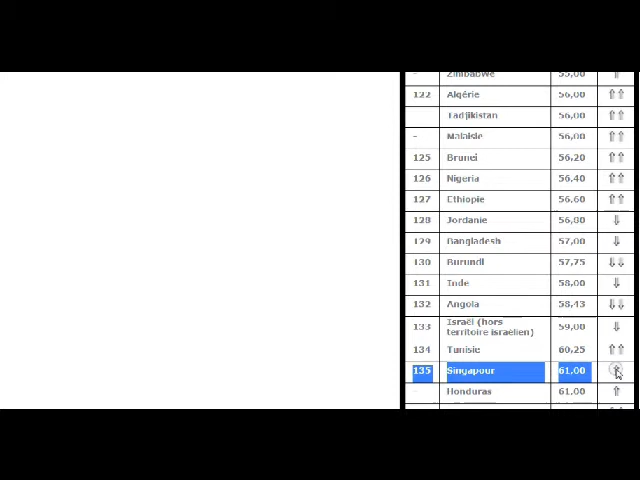 - Zimbabwe 55,00 ⇑
122 Algérie 56,00 ⇑⇑
Tadjikistan 56,00 ⇑⇑
- Malaisie 56,00 ⇑⇑
125 Brunei 56,20 ⇑⇑
126 Nigeria 56,40 ⇑⇑
127 Ethiopie 56,60 ⇑⇑
128 Jordanie 56,80 ⇓
129 Bangladesh 57,00 ⇓
130 Burundi 57,75 ⇓⇓
131 Inde 58,00 ⇓
132 Angola 58,43 ⇓⇓
133 Israël (hors
territoire israélien) 59,00 ⇓
134 Tunisie 60,25 ⇑⇑
135 Singapour 61,00 ⇑
- Honduras 61,00 ⇑